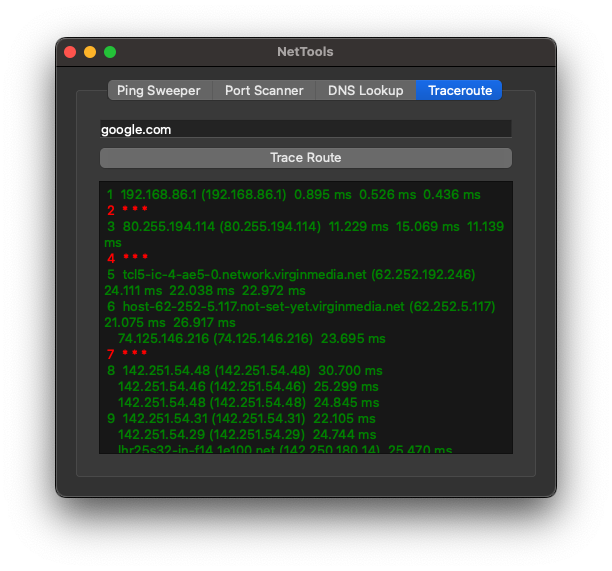 NetTools
Ping Sweeper Port Scanner DNS Lookup Traceroute
google.com
Trace Route
1 192.168.86.1 (192.168.86.1) 0.895 ms 0.526 ms 0.436 ms
2 * * *
3 80.255.194.114 (80.255.194.114) 11.229 ms 15.069 ms 11.139
ms
4 * * *
5 tcl5-ic-4-ae5-0.network.virginmedia.net (62.252.192.246)
24.111 ms 22.038 ms 22.972 ms
6 host-62-252-5.117.not-set-yet.virginmedia.net (62.252.5.117)
21.075 ms 26.917 ms
74.125.146.216 (74.125.146.216) 23.695 ms
7 * * *
8 142.251.54.48 (142.251.54.48) 30.700 ms
142.251.54.46 (142.251.54.46) 25.299 ms
142.251.54.48 (142.251.54.48) 24.845 ms
9 142.251.54.31 (142.251.54.31) 22.105 ms
142.251.54.29 (142.251.54.29) 24.744 ms
lhr25s32-in-f14.1e100.net (142.250.180.14) 25.470 ms